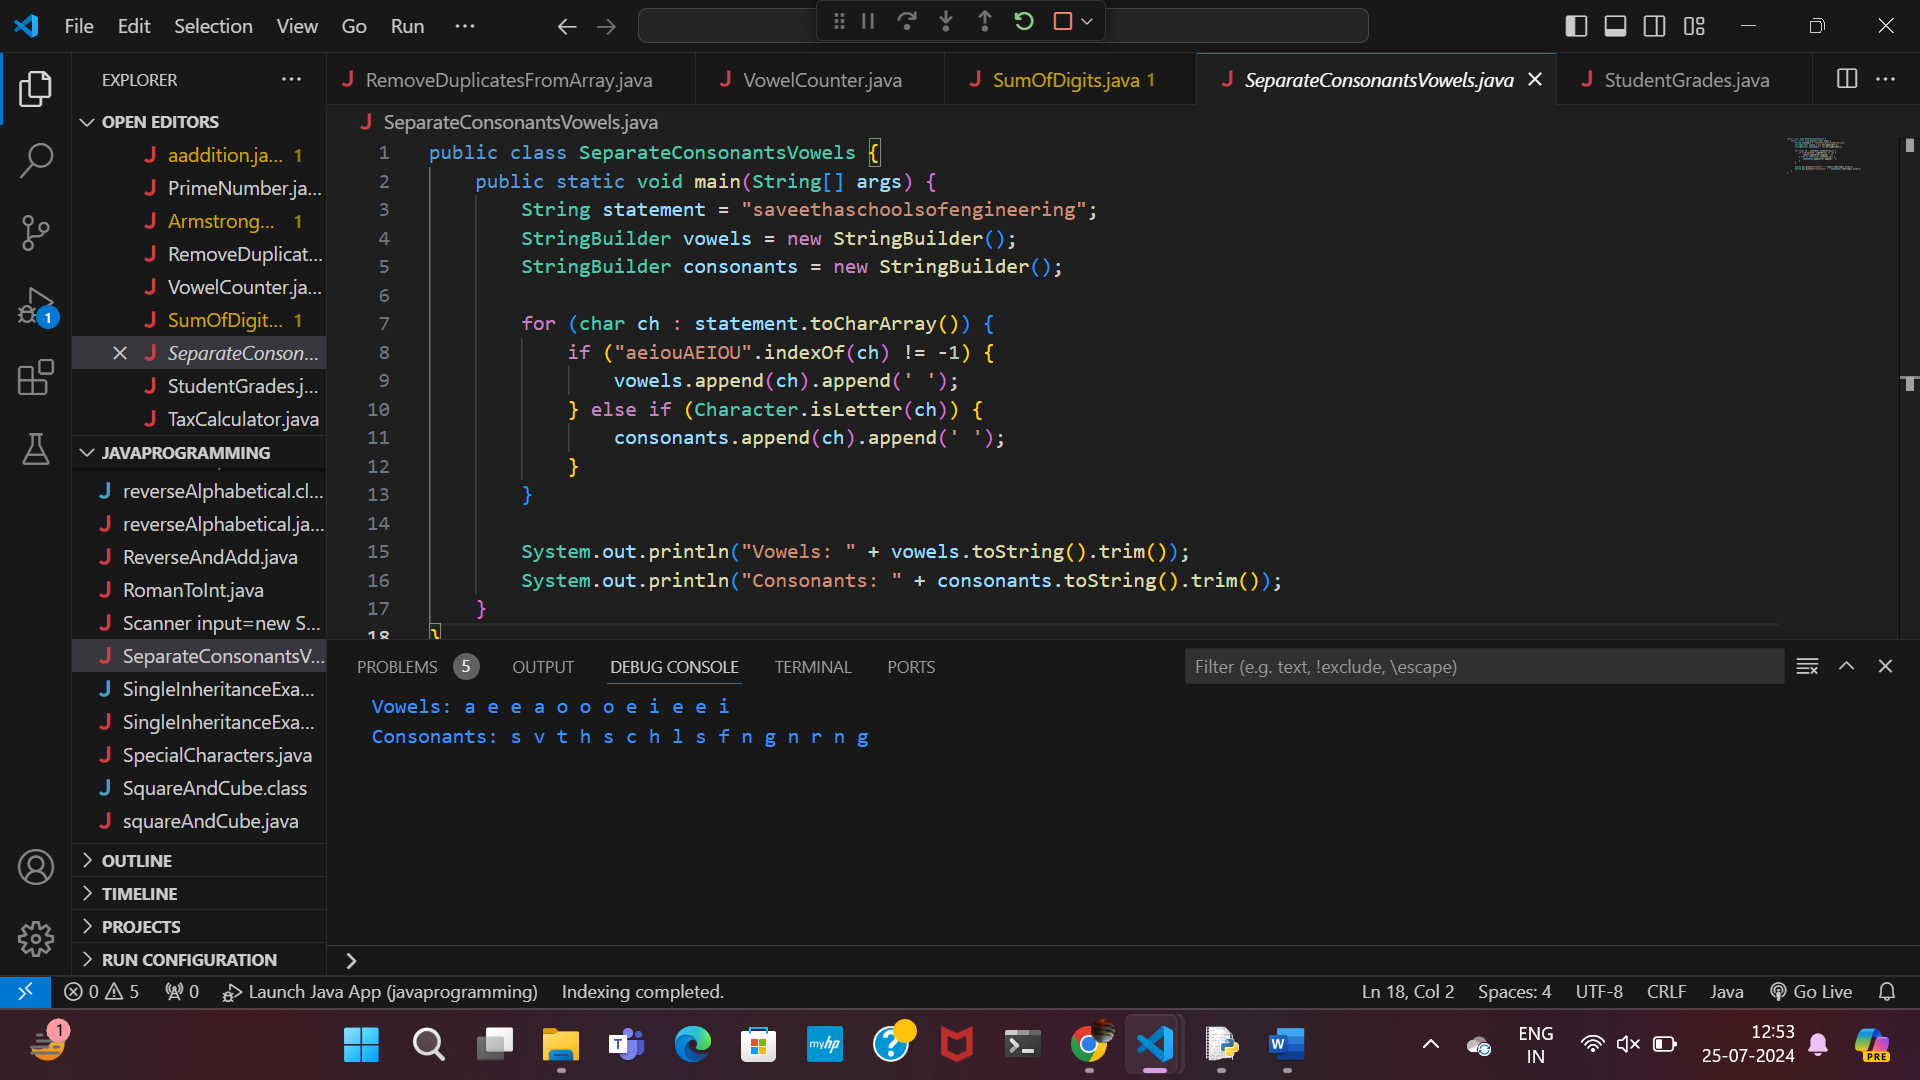 File Edit Selection View Go Run ...
EXPLORER ...
OPEN EDITORS
aaddition.ja... 1
PrimeNumber.ja...
Armstrong... 1
RemoveDuplicat...
VowelCounter.ja...
SumOfDigit... 1
SeparateConson...
StudentGrades.j...
TaxCalculator.java
JAVAPROGRAMMING
reverseAlphabetical.cl...
reverseAlphabetical.ja...
ReverseAndAdd.java
RomanToInt.java
Scanner input=new S...
SeparateConsonantsV...
SingleInheritanceExa...
SingleInheritanceExa...
SpecialCharacters.java
SquareAndCube.class
squareAndCube.java
OUTLINE
TIMELINE
PROJECTS
RUN CONFIGURATION
1
RemoveDuplicatesFromArray.java VowelCounter.java SumOfDigits.java 1 SeparateConsonantsVowels.java StudentGrades.java
SeparateConsonantsVowels.java
1 public class SeparateConsonantsVowels {
2 public static void main(String[] args) {
3 String statement = "saveethaschoolsofengineering";
4 StringBuilder vowels = new StringBuilder();
5 StringBuilder consonants = new StringBuilder();
6
7 for (char ch : statement.toCharArray()) {
8 if ("aeiouAEIOU".indexOf(ch) != -1) {
9 vowels.append(ch).append(' ');
10 } else if (Character.isLetter(ch)) {
11 consonants.append(ch).append(' ');
12 }
13 }
14
15 System.out.println("Vowels: " + vowels.toString().trim());
16 System.out.println("Consonants: " + consonants.toString().trim());
17 }
18 }
PROBLEMS 5 OUTPUT DEBUG CONSOLE TERMINAL PORTS Filter (e.g. text, !exclude, \escape)
Vowels: a e e a o o o e i e e i
Consonants: s v t h s c h l s f n g n r n g
0 5 0 Launch Java App (javaprogramming) Indexing completed. Ln 18, Col 2 Spaces: 4 UTF-8 CRLF Java Go Live
1 myhp ENG IN 12:53 25-07-2024 PRE